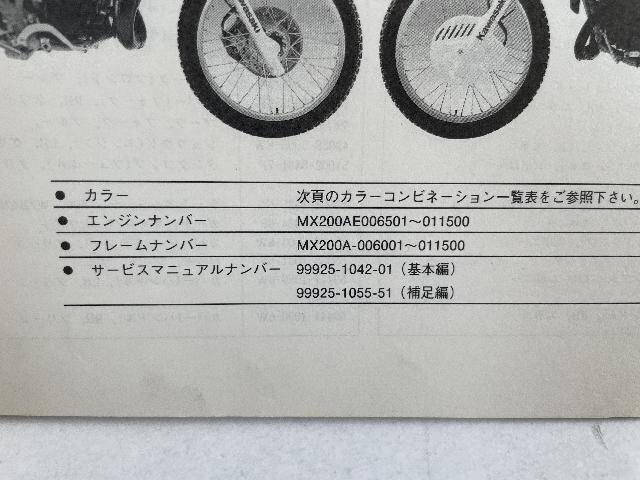 Kawasaki
Kawasaki
● カラー 次頁のカラーコンビネーション一覧表をご参照下さい。
● エンジンナンバー MX200AE006501〜011500
● フレームナンバー MX200A-006001〜011500
● サービスマニュアルナンバー 99925-1042-01（基本編）
99925-1055-51（補足編）